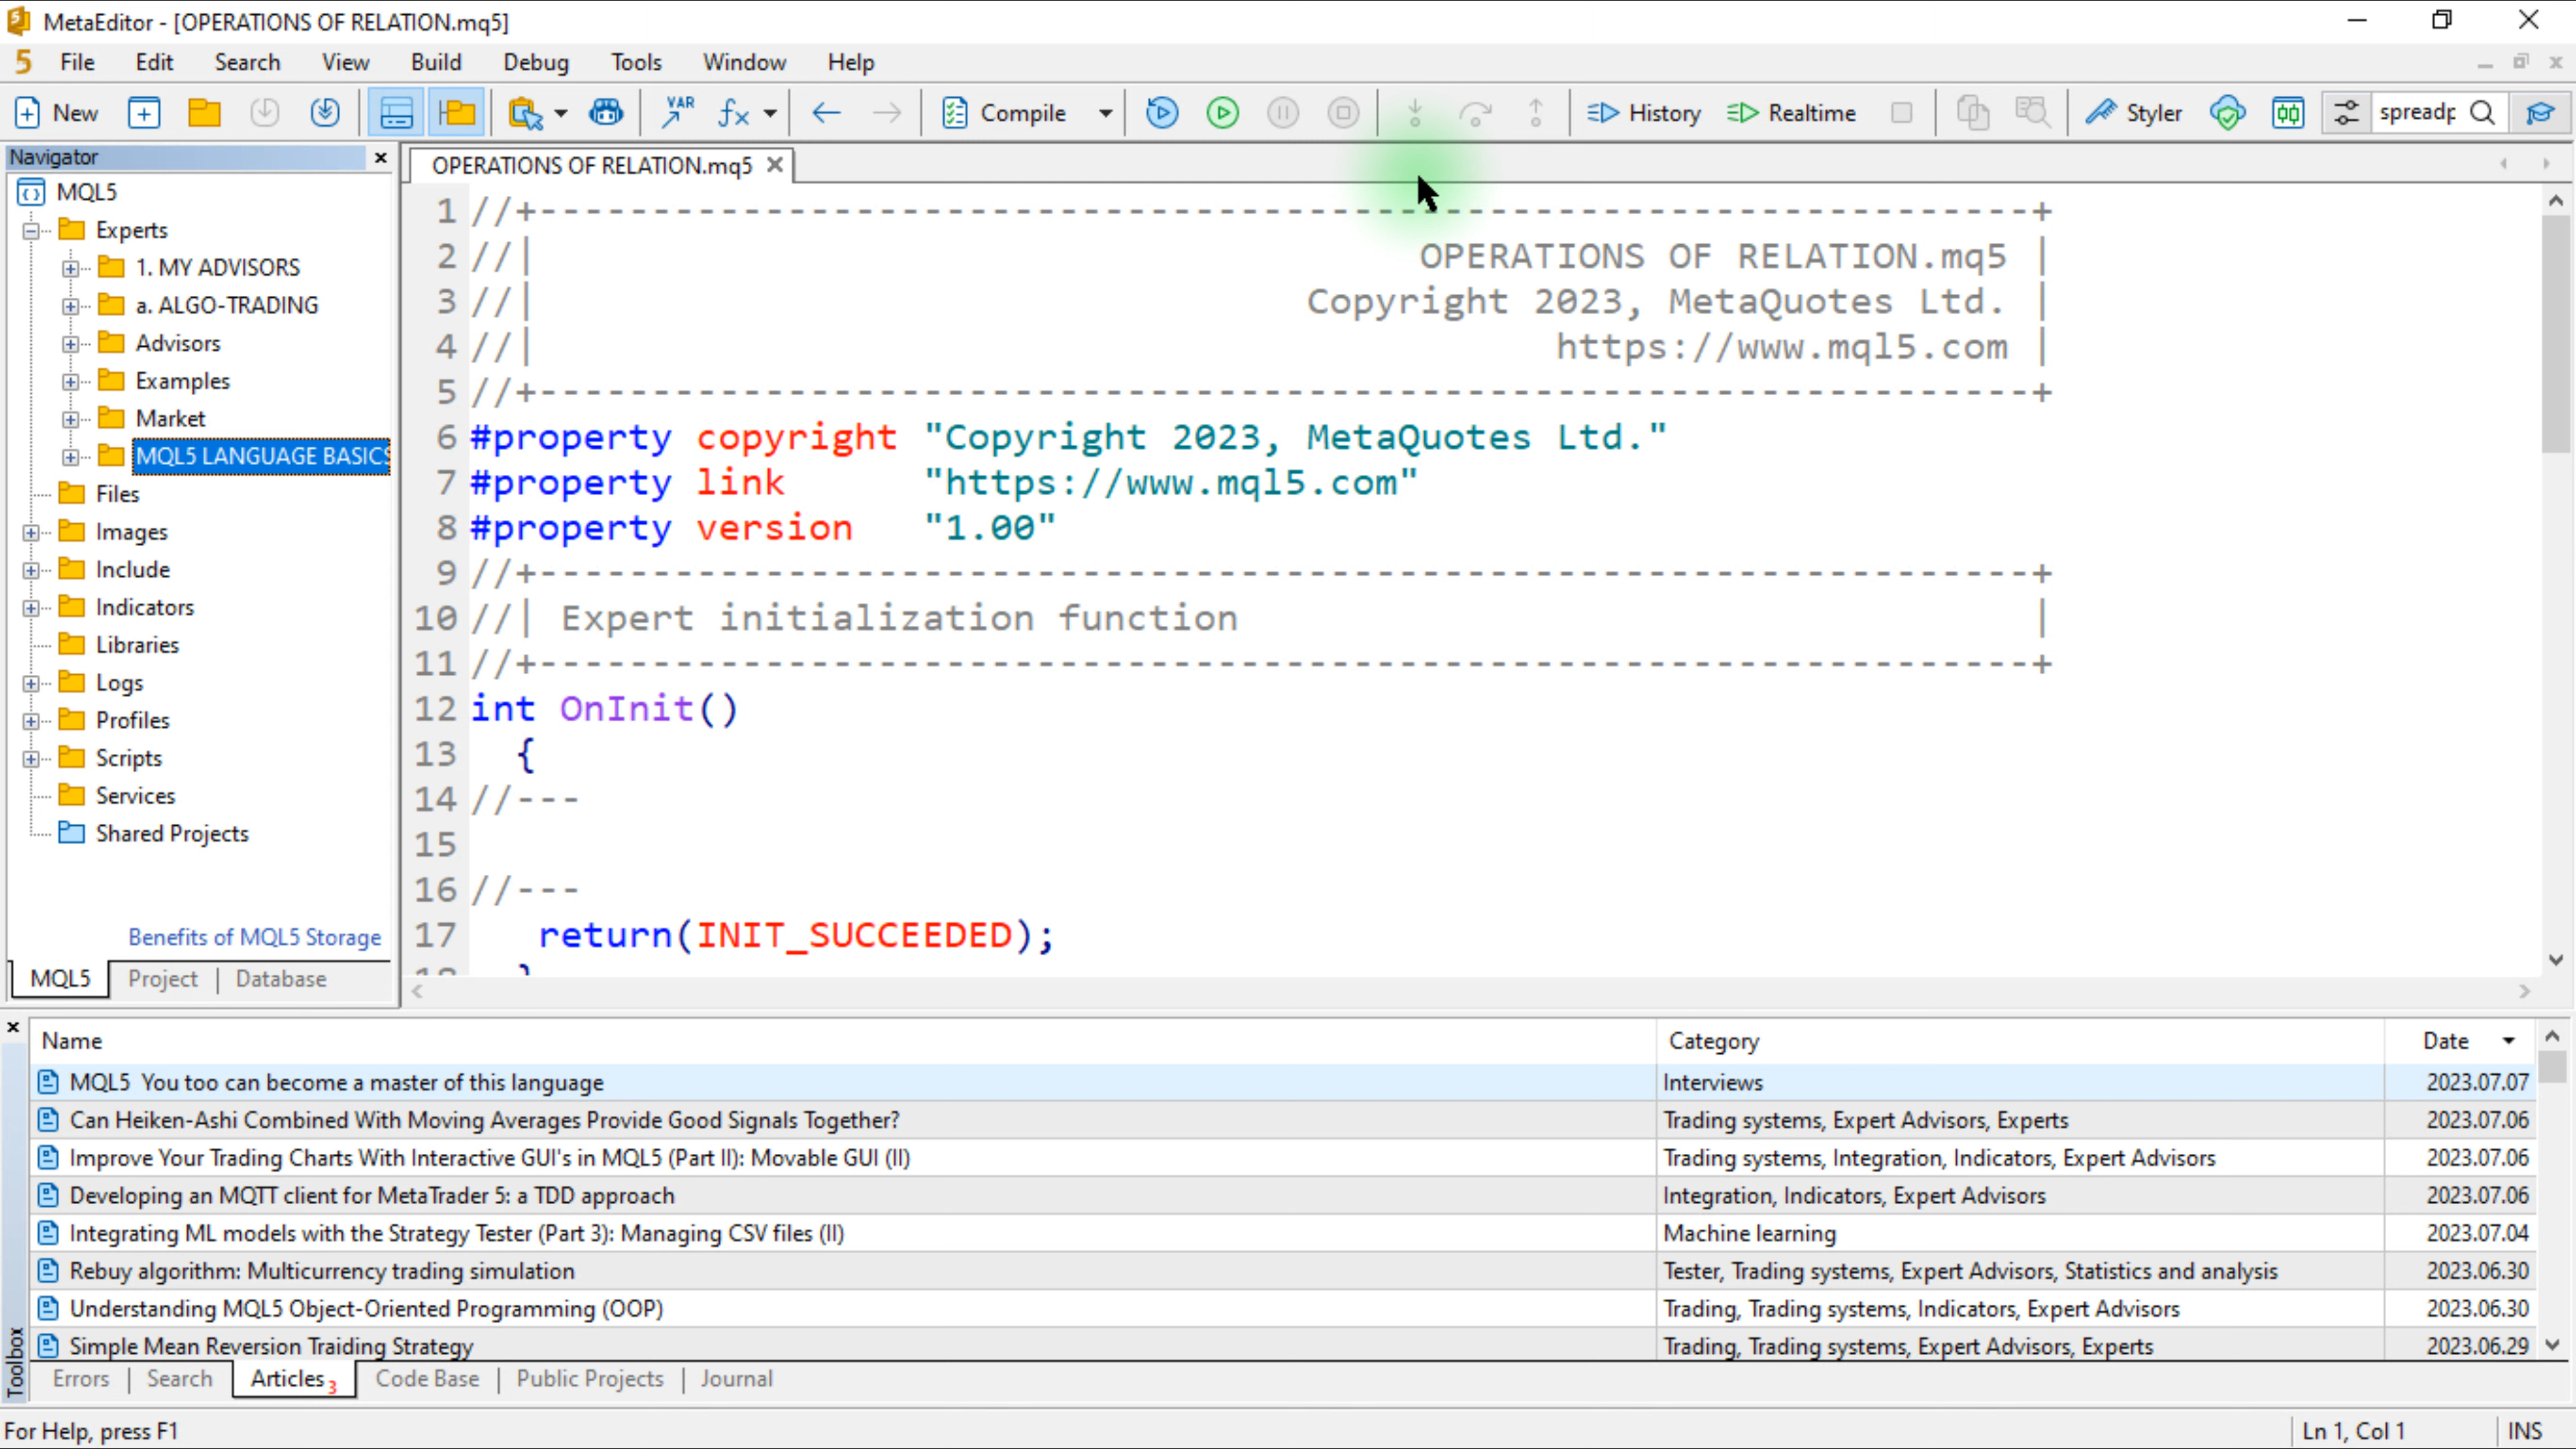 MetaEditor - [OPERATIONS OF RELATION.mq5]
5 File Edit Search View Build Debug Tools Window Help
New VAR fx Compile History Realtime Styler spreadp
Navigator
MQL5
Experts
1. MY ADVISORS
a. ALGO-TRADING
Advisors
Examples
Market
MQL5 LANGUAGE BASICS
Files
Images
Include
Indicators
Libraries
Logs
Profiles
Scripts
Services
Shared Projects
Benefits of MQL5 Storage
MQL5 Project Database
OPERATIONS OF RELATION.mq5
1 //+------------------------------------------------------------------+
2 //| OPERATIONS OF RELATION.mq5 |
3 //| Copyright 2023, MetaQuotes Ltd. |
4 //| https://www.mql5.com |
5 //+------------------------------------------------------------------+
6 #property copyright "Copyright 2023, MetaQuotes Ltd."
7 #property link "https://www.mql5.com"
8 #property version "1.00"
9 //+------------------------------------------------------------------+
10 //| Expert initialization function |
11 //+------------------------------------------------------------------+
12 int OnInit()
13 {
14 //---
15
16 //---
17 return(INIT_SUCCEEDED);
Name Category Date
MQL5 You too can become a master of this language Interviews 2023.07.07
Can Heiken-Ashi Combined With Moving Averages Provide Good Signals Together? Trading systems, Expert Advisors, Experts 2023.07.06
Improve Your Trading Charts With Interactive GUI's in MQL5 (Part II): Movable GUI (II) Trading systems, Integration, Indicators, Expert Advisors 2023.07.06
Developing an MQTT client for MetaTrader 5: a TDD approach Integration, Indicators, Expert Advisors 2023.07.06
Integrating ML models with the Strategy Tester (Part 3): Managing CSV files (II) Machine learning 2023.07.04
Rebuy algorithm: Multicurrency trading simulation Tester, Trading systems, Expert Advisors, Statistics and analysis 2023.06.30
Understanding MQL5 Object-Oriented Programming (OOP) Trading, Trading systems, Indicators, Expert Advisors 2023.06.30
Simple Mean Reversion Traiding Strategy Trading, Trading systems, Expert Advisors, Experts 2023.06.29
Toolbox
Errors Search Articles 3 Code Base Public Projects Journal
For Help, press F1 Ln 1, Col 1 INS